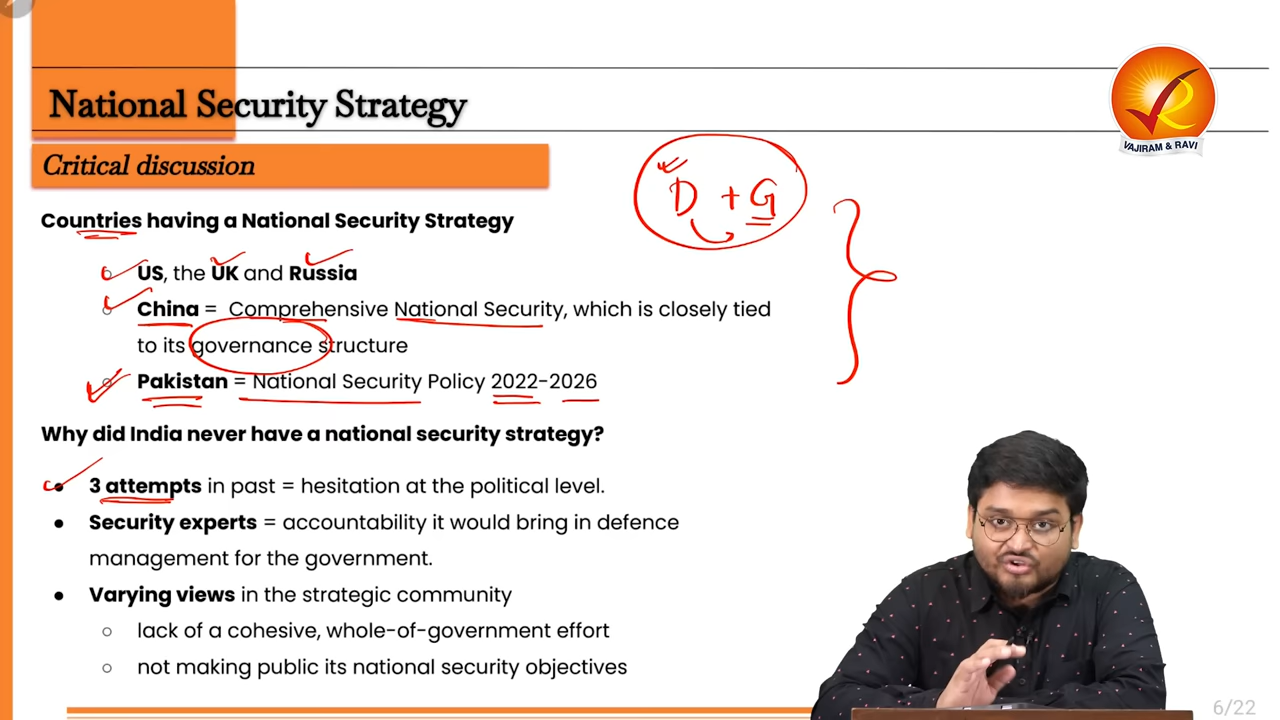 National Security Strategy
VAJIRAM & RAVI
Critical discussion
D + G
Countries having a National Security Strategy
US, the UK and Russia
China = Comprehensive National Security, which is closely tied
to its governance structure
Pakistan = National Security Policy 2022-2026
Why did India never have a national security strategy?
3 attempts in past = hesitation at the political level.
Security experts = accountability it would bring in defence
management for the government.
Varying views in the strategic community
lack of a cohesive, whole-of-government effort
not making public its national security objectives
6/22